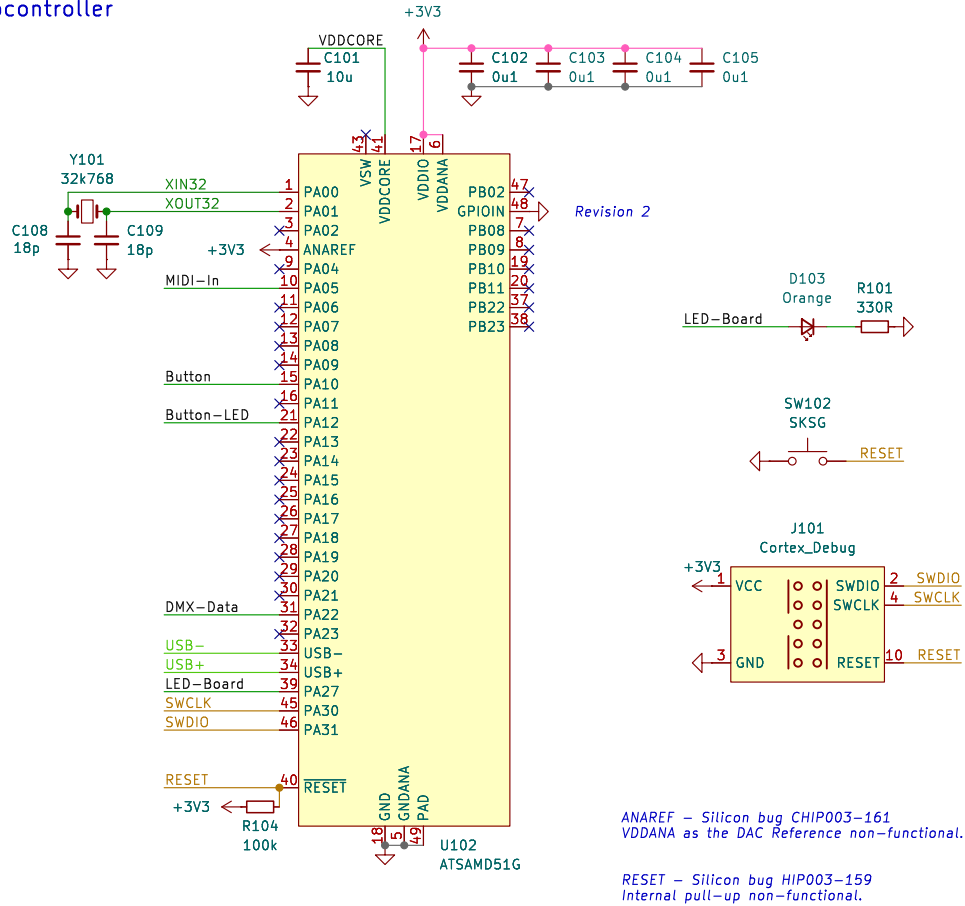 ocontroller
+3V3
VDDCORE
C101
10u
C102
0u1
C103
0u1
C104
0u1
C105
0u1
43
41
17
6
VSW
VDDCORE
VDDIO
VDDANA
Y101
32k768
C108
18p
C109
18p
XIN32
1
PA00
XOUT32
2
PA01
3
PA02
+3V3
4
ANAREF
9
PA04
MIDI-In
10
PA05
11
PA06
12
PA07
13
PA08
14
PA09
Button
15
PA10
16
PA11
Button-LED
21
PA12
22
PA13
23
PA14
24
PA15
25
PA16
26
PA17
27
PA18
28
PA19
29
PA20
30
PA21
DMX-Data
31
PA22
32
PA23
USB-
33
USB-
USB+
34
USB+
LED-Board
39
PA27
SWCLK
45
PA30
SWDIO
46
PA31
RESET
40
RESET
+3V3
R104
100k
PB02
47
GPIOIN
48
PB08
7
PB09
8
PB10
19
PB11
20
PB22
37
PB23
38
Revision 2
GND
GNDANA
PAD
18
5
49
U102
ATSAMD51G
LED-Board
D103
Orange
R101
330R
SW102
SKSG
RESET
J101
Cortex_Debug
+3V3
1
VCC
SWDIO
2
SWDIO
SWCLK
4
SWCLK
3
GND
RESET
10
RESET
ANAREF - Silicon bug CHIP003-161
VDDANA as the DAC Reference non-functional.
RESET - Silicon bug HIP003-159
Internal pull-up non-functional.